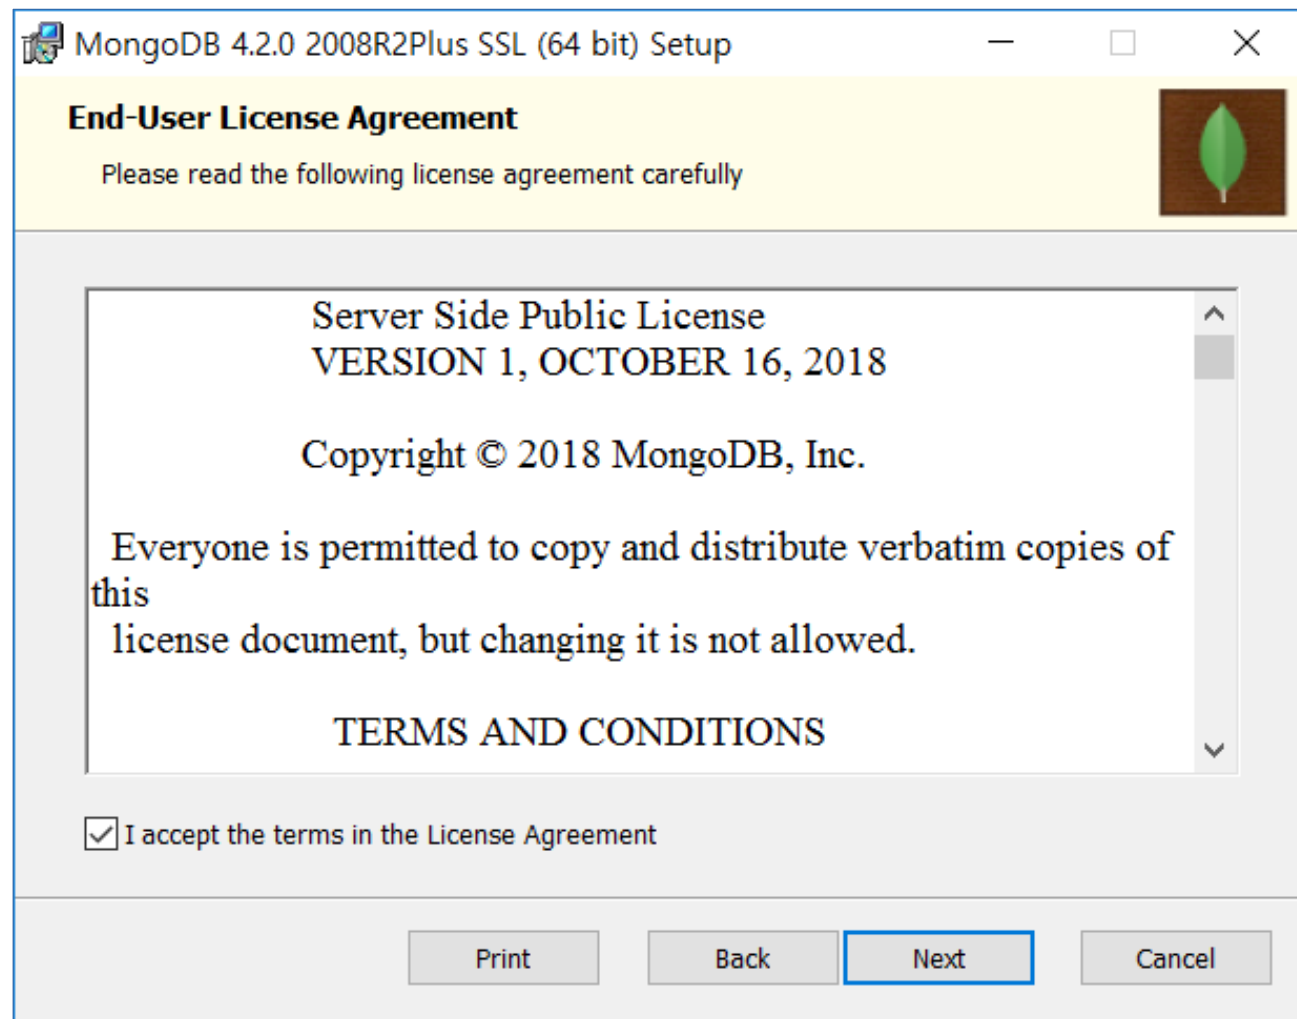 MongoDB 4.2.0 2008R2Plus SSL (64 bit) Setup
End-User License Agreement
Please read the following license agreement carefully
Server Side Public License
VERSION 1, OCTOBER 16, 2018
Copyright © 2018 MongoDB, Inc.
Everyone is permitted to copy and distribute verbatim copies of
this
license document, but changing it is not allowed.
TERMS AND CONDITIONS
I accept the terms in the License Agreement
Print Back Next Cancel